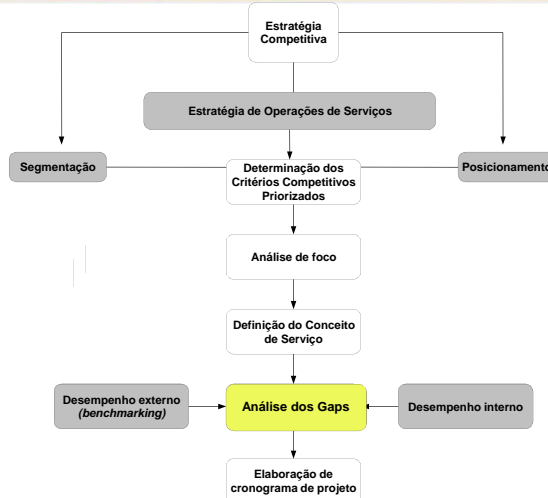 Estratégia
Competitiva
Estratégia de Operações de Serviços
Segmentação
Determinação dos
Critérios Competitivos
Priorizados
Posicionamento
Análise de foco
Definição do Conceito
de Serviço
Desempenho externo
(benchmarking)
Análise dos Gaps
Desempenho interno
Elaboração de
cronograma de projeto